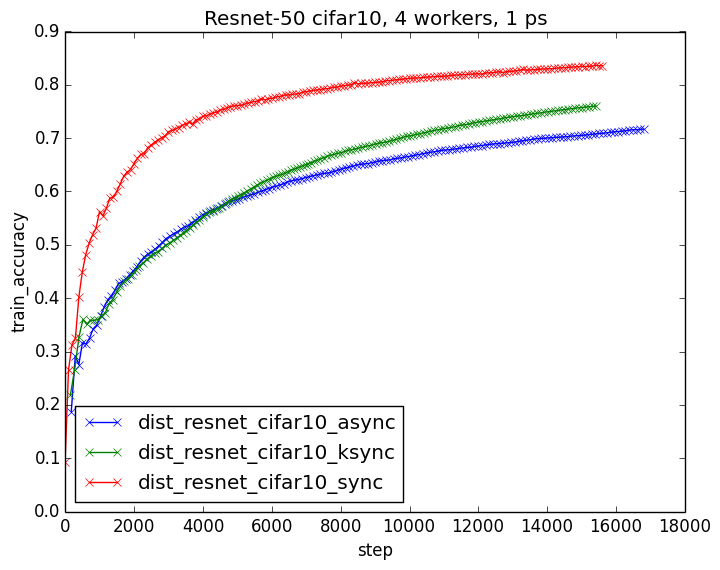 Resnet-50 cifar10, 4 workers, 1 ps
0.9
0.8
0.7
0.6
0.5
0.4
0.3
0.2
0.1
0.0
train_accuracy
dist_resnet_cifar10_async
dist_resnet_cifar10_ksync
dist_resnet_cifar10_sync
0 2000 4000 6000 8000 10000 12000 14000 16000 18000
step